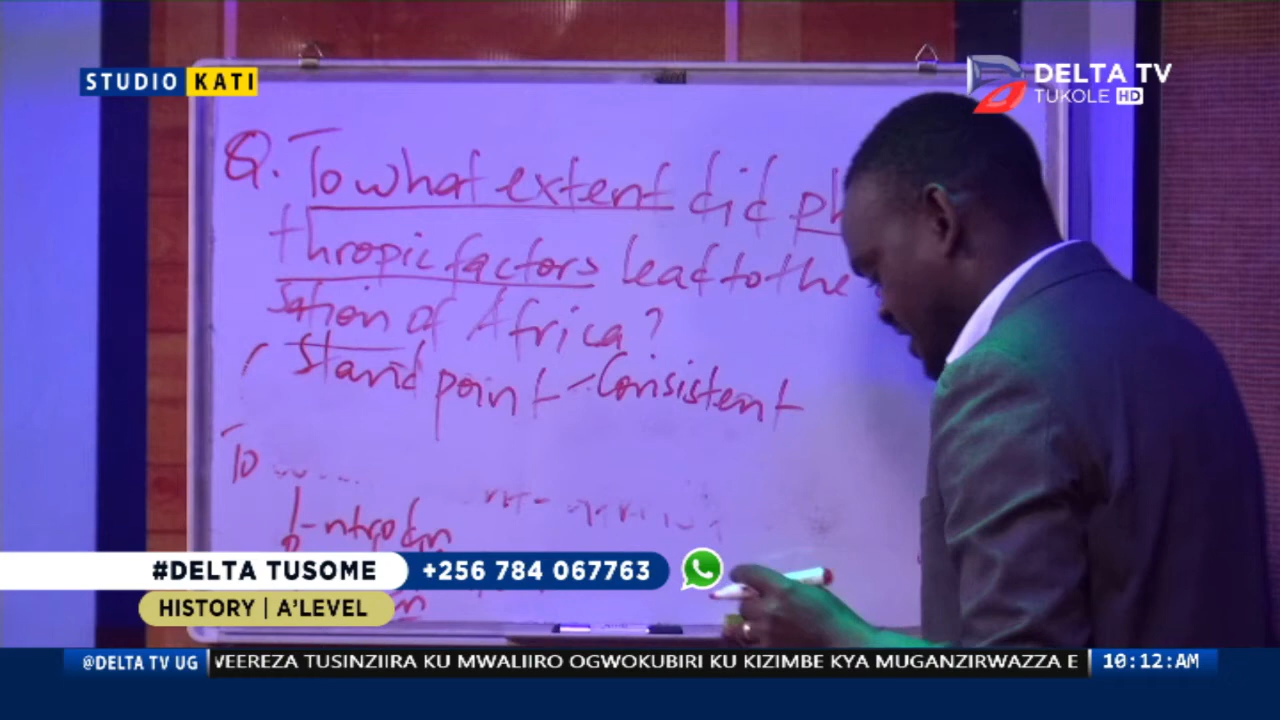 STUDIO KATI
DELTA TV
TUKOLE HD
Q. To what extent did ph
thropic factors lead to the
sation of Africa?
Stand point - Consistent
To
Introdn
#DELTA TUSOME
+256 784 067763
HISTORY | A'LEVEL
@DELTA TV UG
VEEREZA TUSINZIIRA KU MWALIIRO OGWOKUBIRI KU KIZIMBE KYA MUGANZIRWAZZA E
10:12:AM